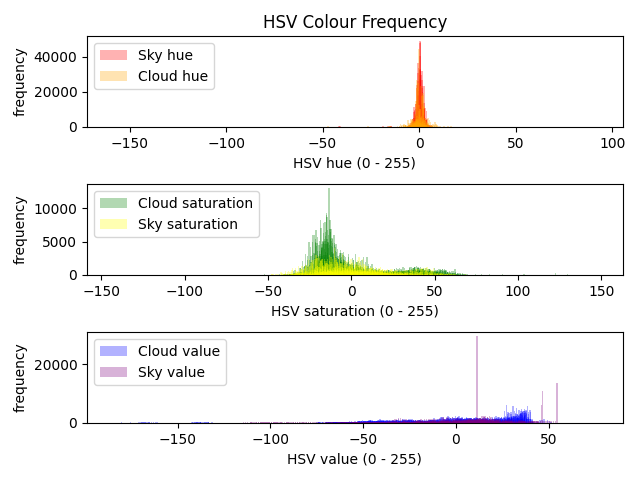 HSV Colour Frequency
frequency
40000
20000
0
Sky hue
Cloud hue
−150 −100 −50 0 50 100
HSV hue (0 - 255)
frequency
10000
5000
0
Cloud saturation
Sky saturation
−150 −100 −50 0 50 100 150
HSV saturation (0 - 255)
frequency
20000
0
Cloud value
Sky value
−150 −100 −50 0 50
HSV value (0 - 255)